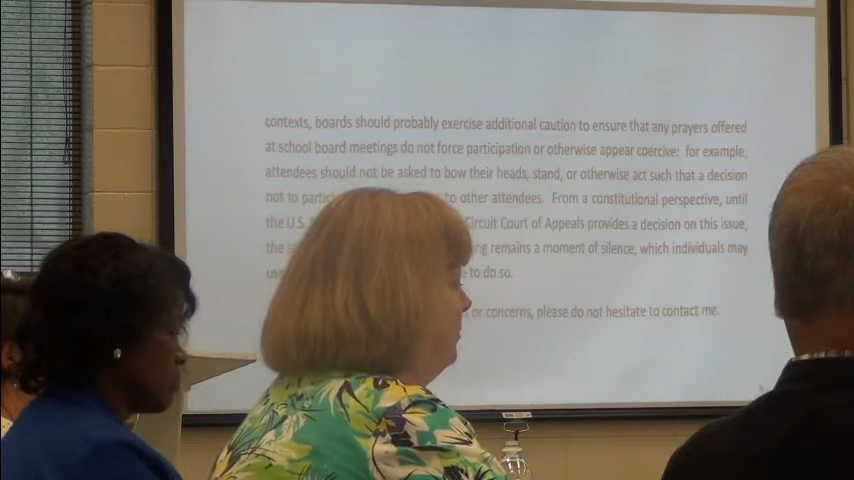 contexts, boards should probably exercise additional caution to ensure that any prayers offered
at school board meetings do not force participation or otherwise appear coercive: for example,
attendees should not be asked to bow their heads, stand, or otherwise act such that a decision
not to to other attendees. From a constitutional perspective, until
the U.S. Circuit Court of Appeals provides a decision on this issue,
the remains a moment of silence, which individuals may
to do so.
or concerns, please do not hesitate to contact me.